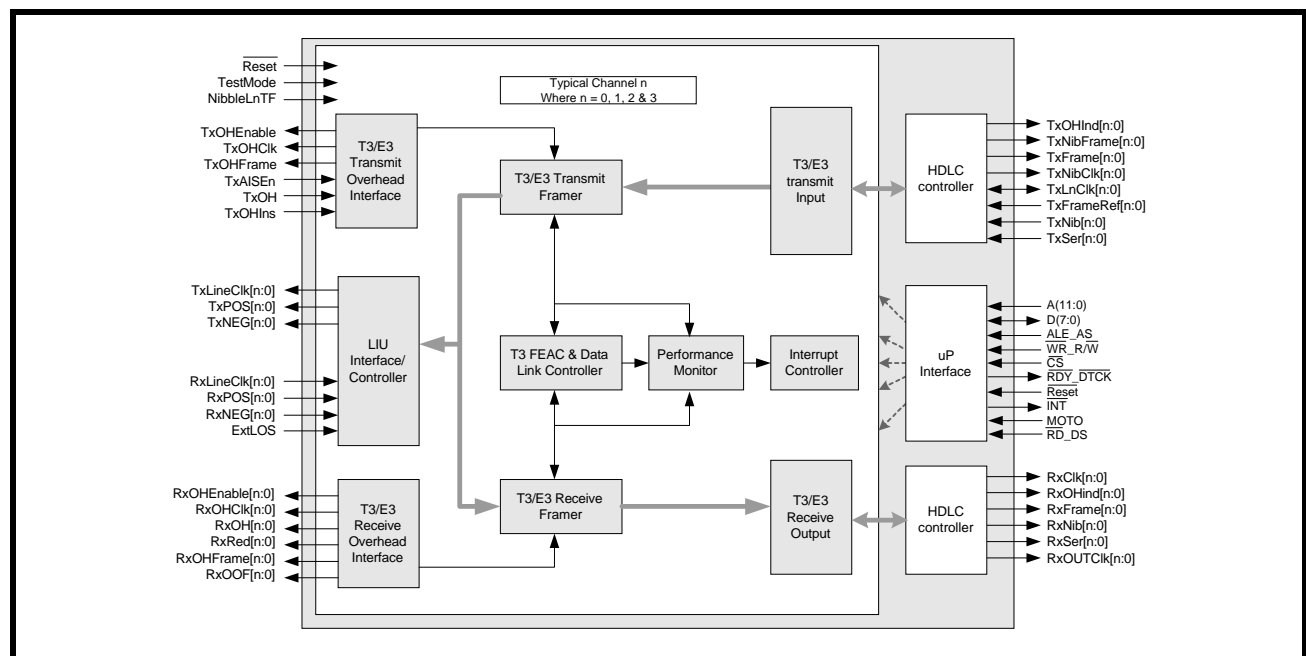 Reset
TestMode
NibbleLnTF
Typical Channel n
Where n = 0, 1, 2 & 3
TxOHEnable
TxOHClk
TxOHFrame
TxAISEn
TxOH
TxOHIns
T3/E3
Transmit
Overhead
Interface
T3/E3 Transmit
Framer
T3/E3
transmit
Input
HDLC
controller
TxOHInd[n:0]
TxNibFrame[n:0]
TxFrame[n:0]
TxNibClk[n:0]
TxLnClk[n:0]
TxFrameRef[n:0]
TxNib[n:0]
TxSer[n:0]
TxLineClk[n:0]
TxPOS[n:0]
TxNEG[n:0]
RxLineClk[n:0]
RxPOS[n:0]
RxNEG[n:0]
ExtLOS
LIU
Interface/
Controller
T3 FEAC & Data
Link Controller
Performance
Monitor
Interrupt
Controller
uP
Interface
A(11:0)
D(7:0)
ALE_AS
WR_R/W
CS
RDY_DTCK
Reset
INT
MOTO
RD_DS
RxOHEnable[n:0]
RxOHClk[n:0]
RxOH[n:0]
RxRed[n:0]
RxOHFrame[n:0]
RxOOF[n:0]
T3/E3
Receive
Overhead
Interface
T3/E3 Receive
Framer
T3/E3
Receive
Output
HDLC
controller
RxClk[n:0]
RxOHind[n:0]
RxFrame[n:0]
RxNib[n:0]
RxSer[n:0]
RxOUTClk[n:0]